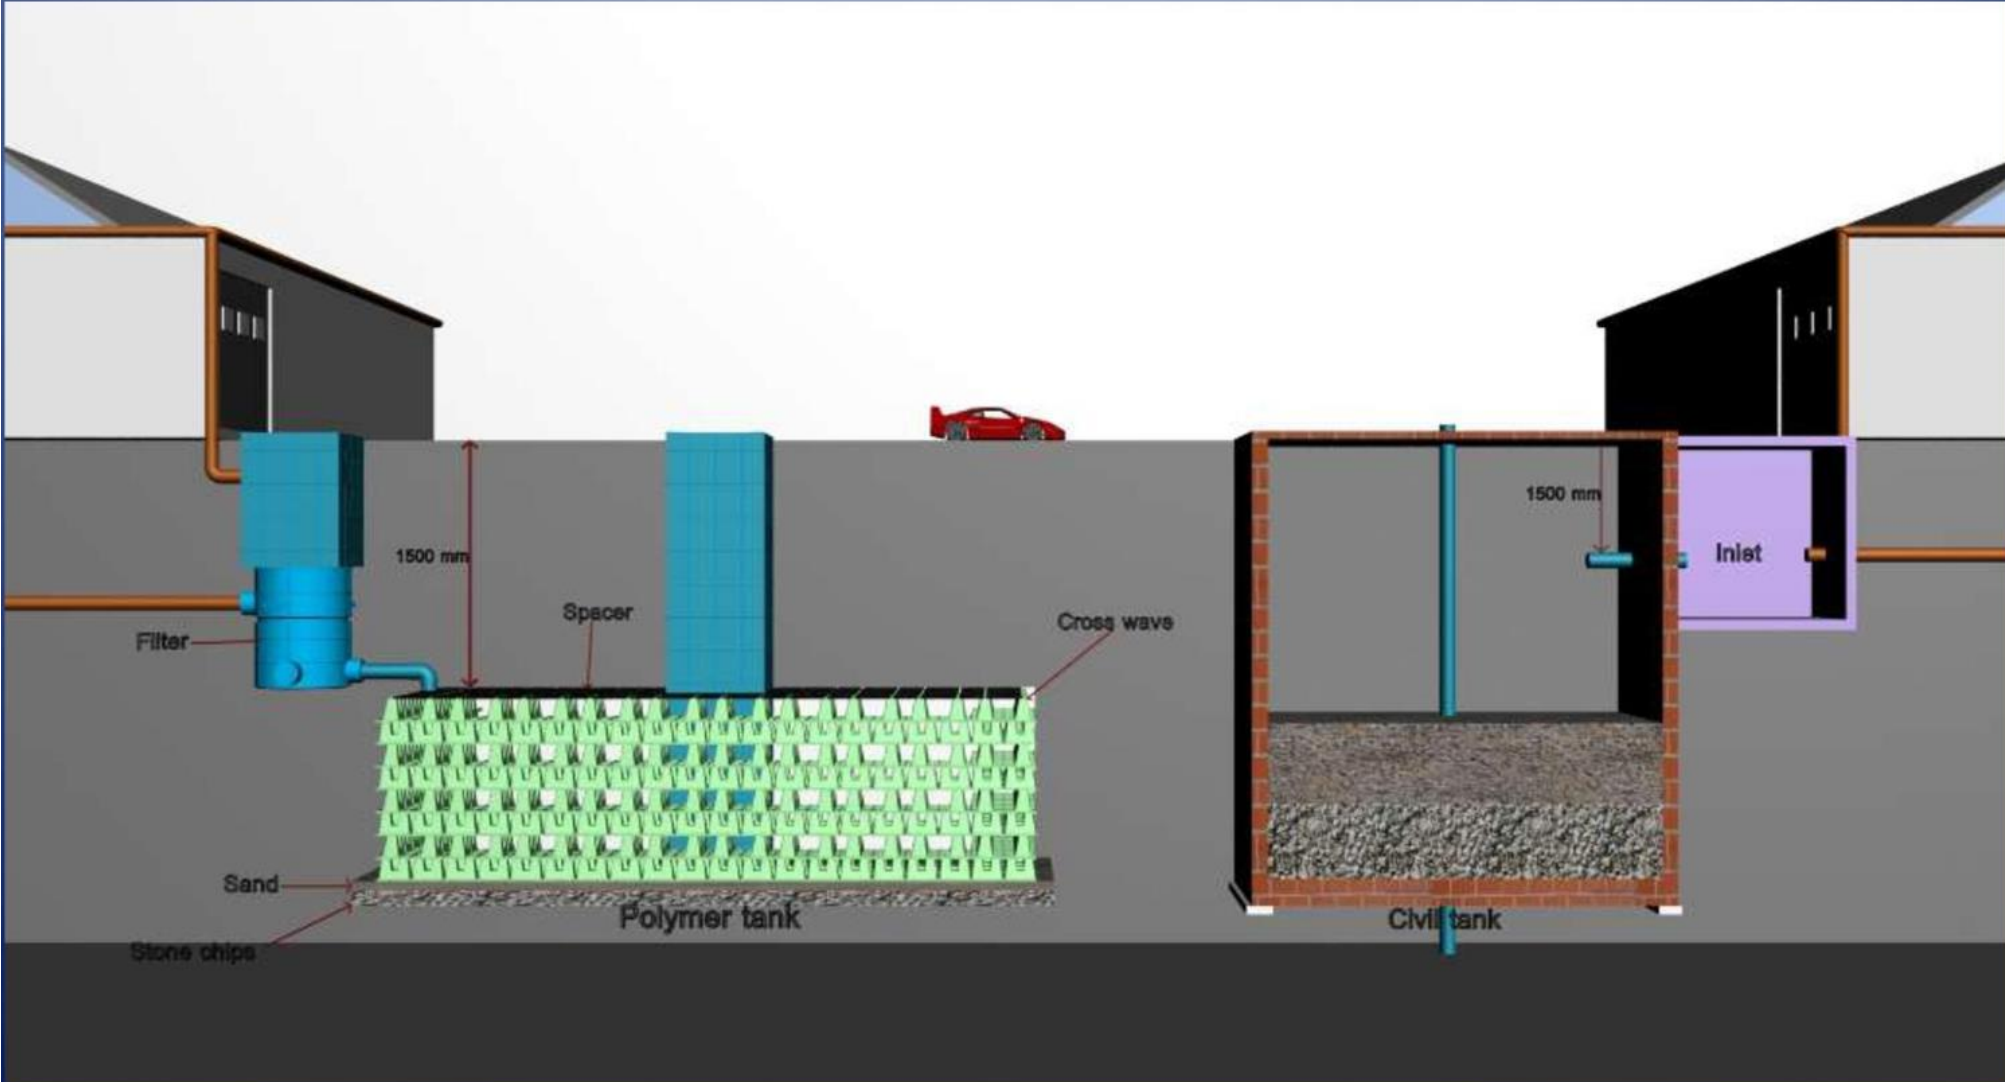 1500 mm
1500 mm
Inlet
Spacer
Cross wave
Filter
Sand
Polymer tank
Civil tank
Stone chips